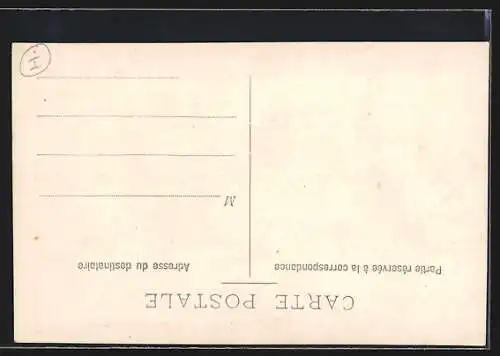 CARTE POSTALE
Partie réservée à la correspondance
Adresse du destinataire
M